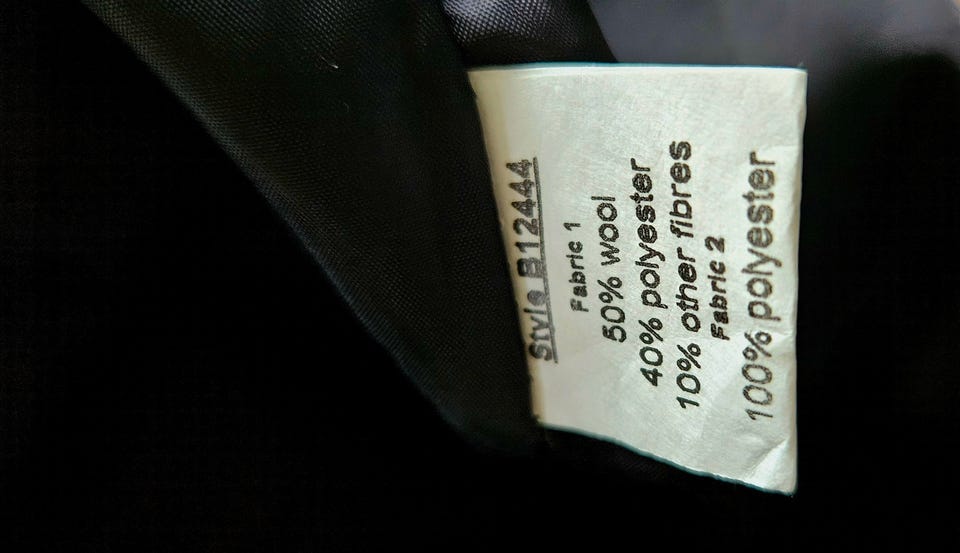 Style B12444
Fabric 1
50% wool
40% polyester
10% other fibres
Fabric 2
100% polyester